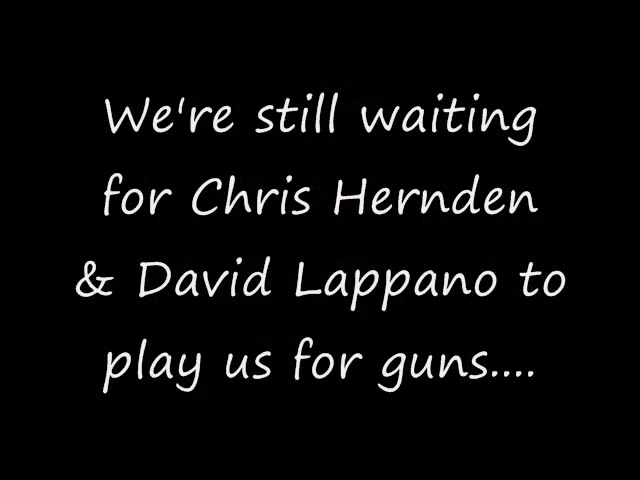 We're still waiting
for Chris Hernden
& David Lappano to
play us for guns....